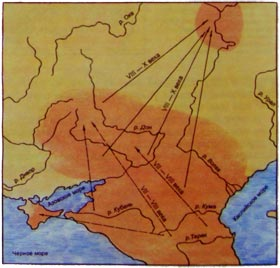 р. Ока
VIII — X века
VIII — X века
р. Дон
р. Волга
р. Днепр
VII — VIII века
VII — VIII века
Азовское море
р. Кубань
р. Кума
Каспийское море
р. Терек
Черное море